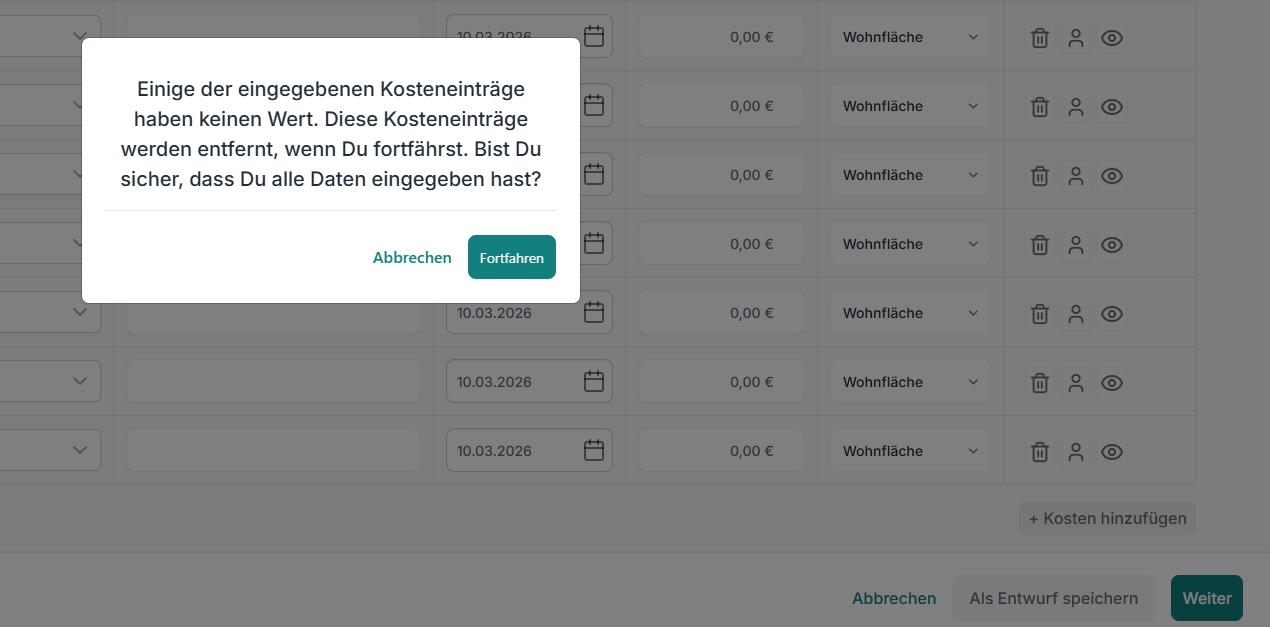 10.03.2026 0,00 € Wohnfläche
Einige der eingegebenen Kosteneinträge
haben keinen Wert. Diese Kosteneinträge
werden entfernt, wenn Du fortfährst. Bist Du
sicher, dass Du alle Daten eingegeben hast?
Abbrechen Fortfahren
0,00 € Wohnfläche
0,00 € Wohnfläche
0,00 € Wohnfläche
10.03.2026 0,00 € Wohnfläche
10.03.2026 0,00 € Wohnfläche
10.03.2026 0,00 € Wohnfläche
+ Kosten hinzufügen
Abbrechen Als Entwurf speichern Weiter